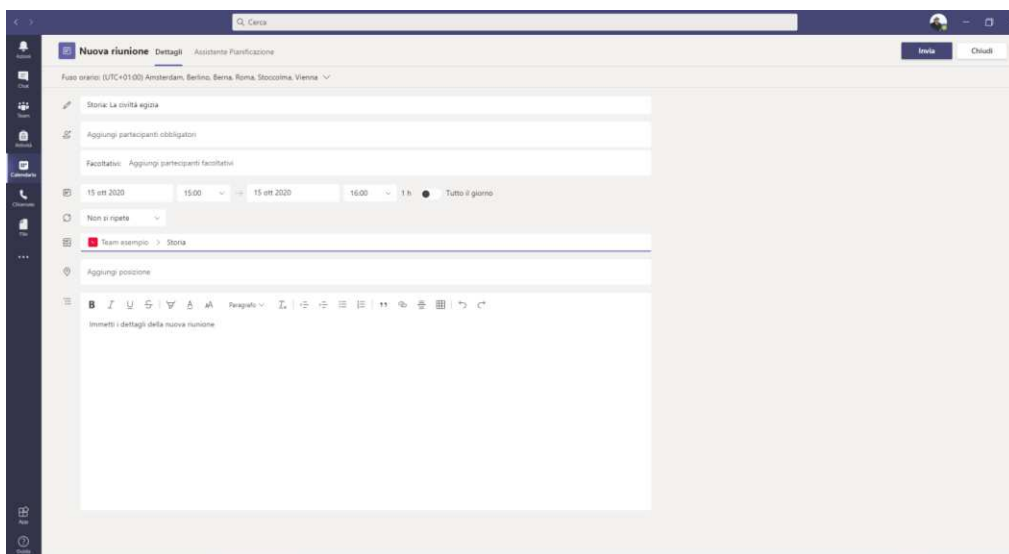 Cerca
Nuova riunione Dettagli Assistente Pianificazione
Invia Chiudi
Fuso orario: (UTC+01:00) Amsterdam, Berlino, Berna, Roma, Stoccolma, Vienna
Storia: La civiltà egizia
Aggiungi partecipanti obbligatori
Facoltativi: Aggiungi partecipanti facoltativi
15 ott 2020 15:00 → 15 ott 2020 16:00 1 h Tutto il giorno
Non si ripete
Team esempio > Storia
Aggiungi posizione
B I U S A AA Paragrafo
Immetti i dettagli della nuova riunione
Chat
Team
Attività
Calendario
Chiamate
File
App
Guida